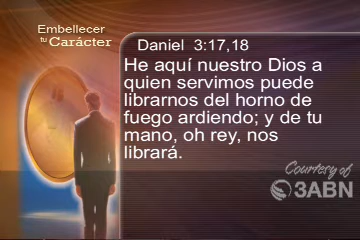 Embellecer
tu Carácter
Daniel 3:17,18
He aquí nuestro Dios a
quien servimos puede
librarnos del horno de
fuego ardiendo; y de tu
mano, oh rey, nos
librará.
Courtesy of
3ABN